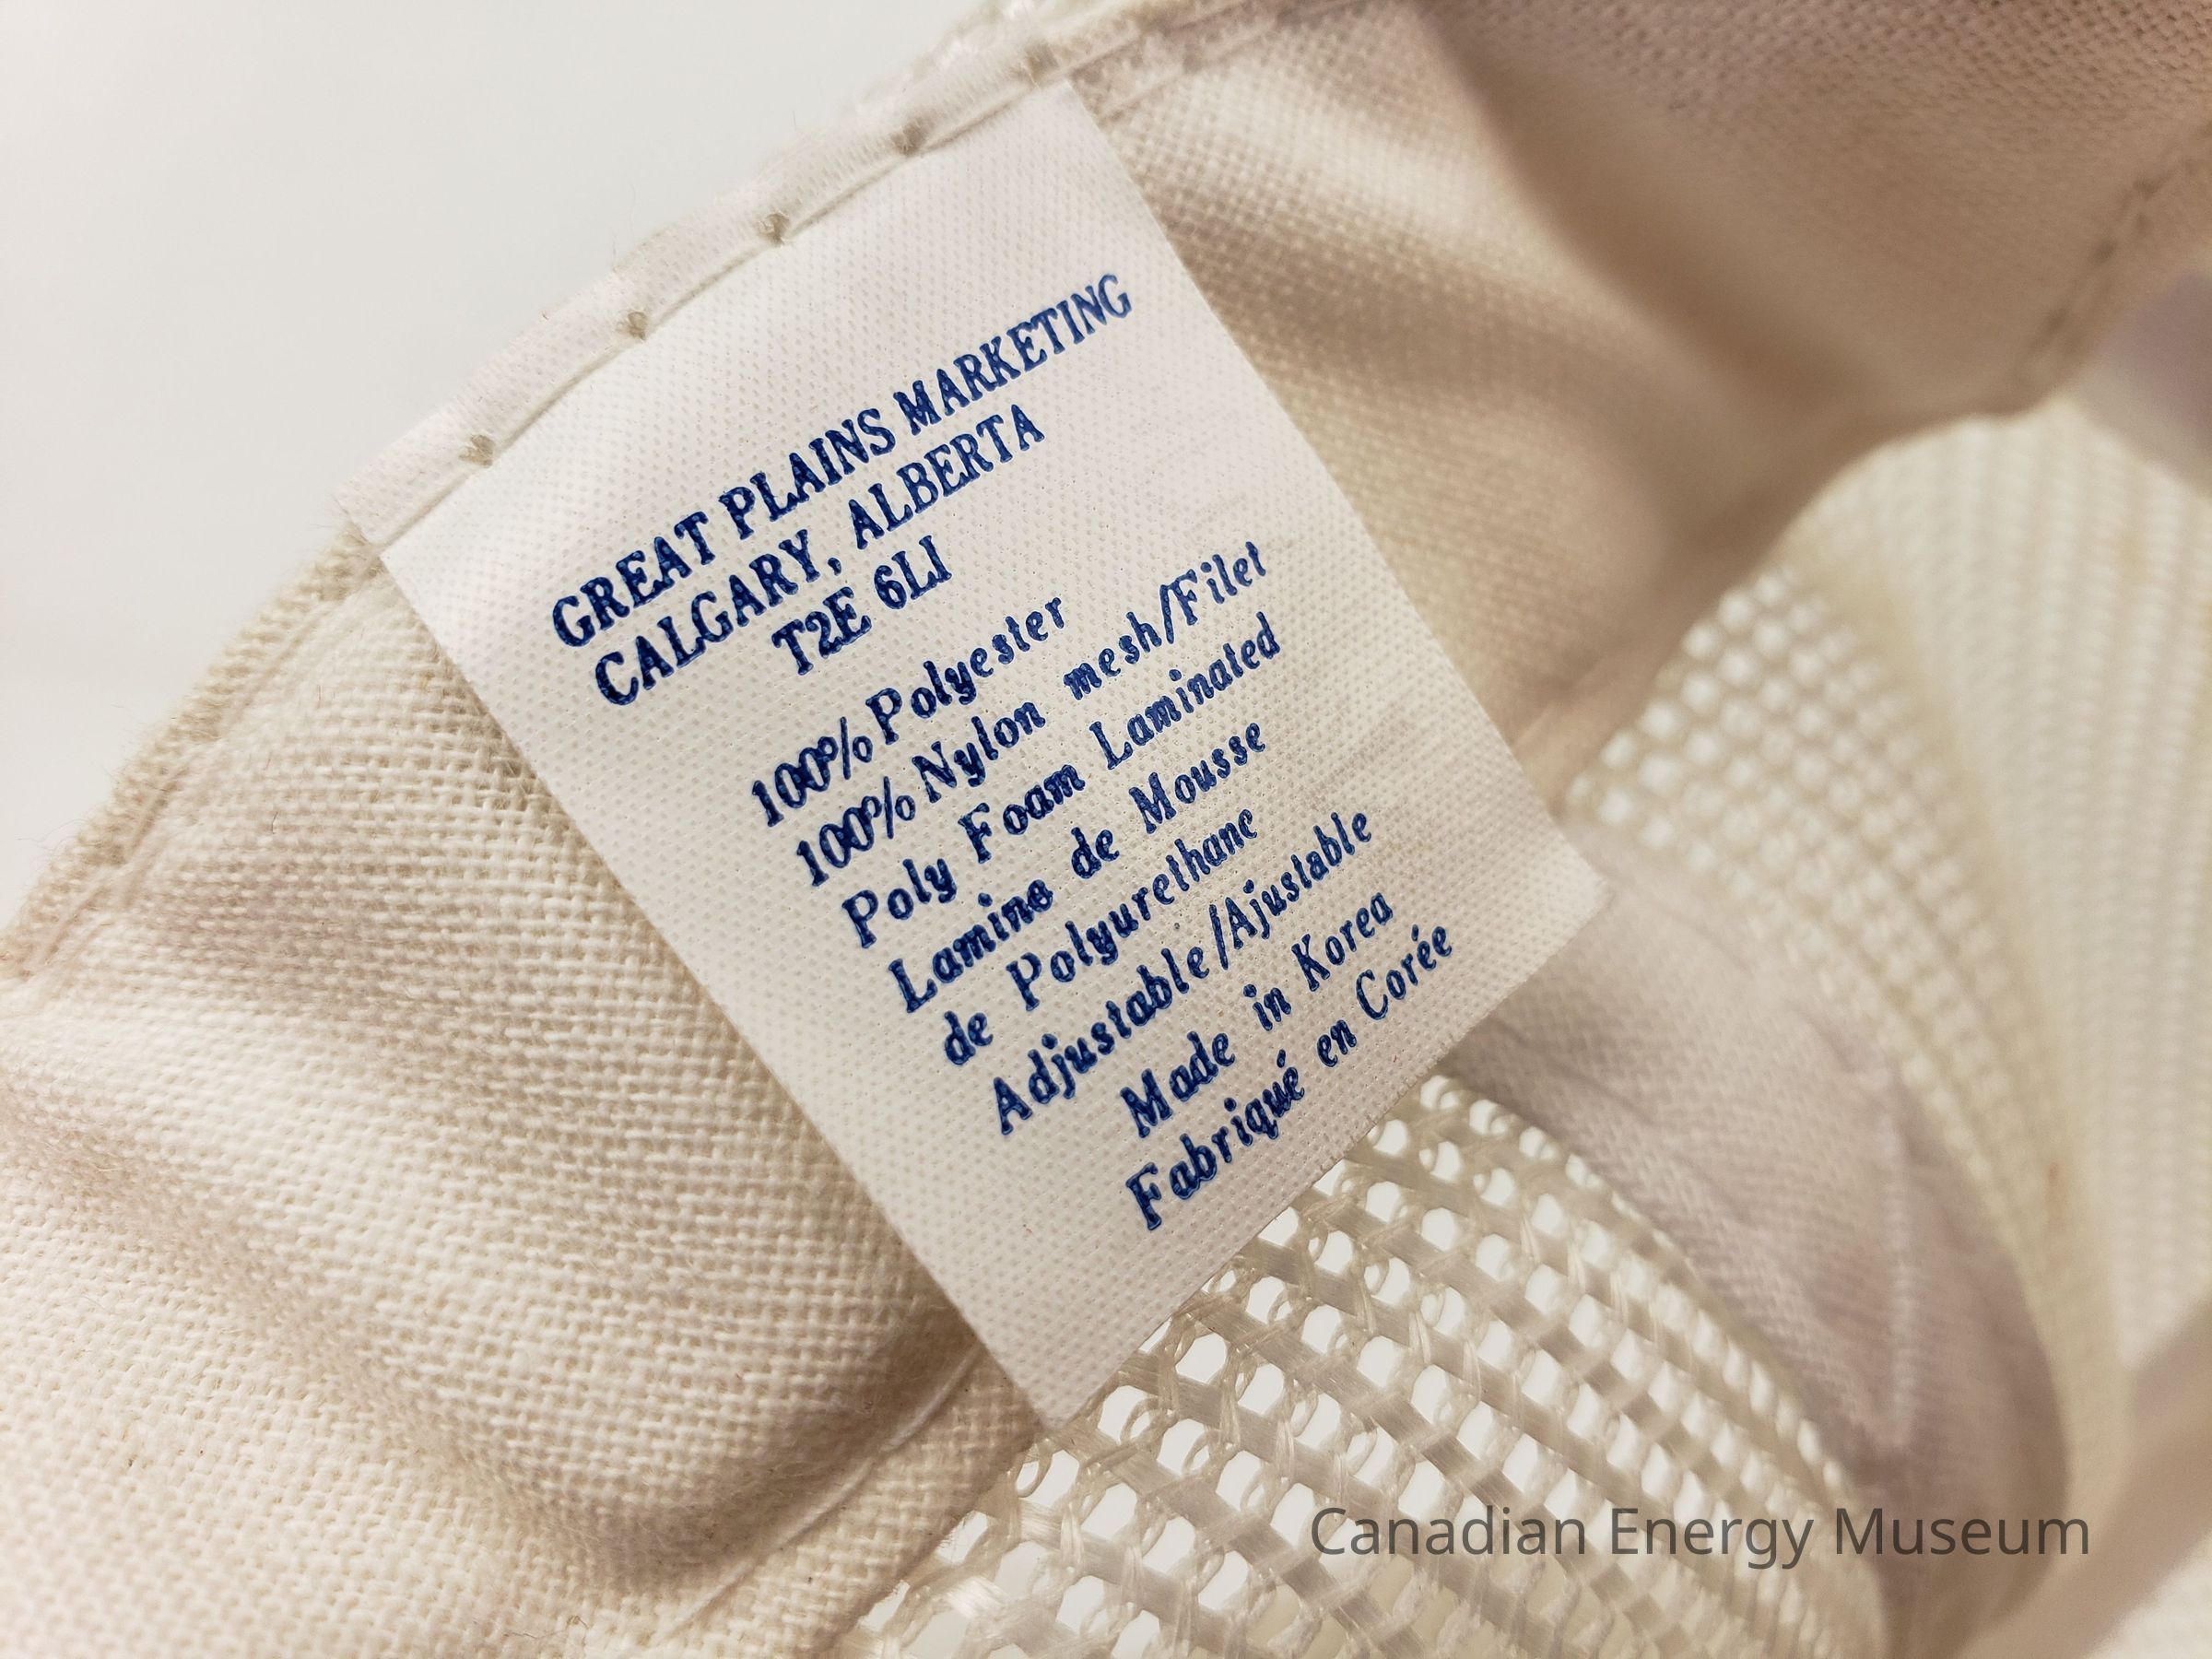 GREAT PLAINS MARKETING
CALGARY, ALBERTA
T2E 6L1
100% Polyester
100% Nylon mesh/Filet
Poly Foam Laminated
Lamine de Mousse
de Polyurethane
Adjustable/Ajustable
Made in Korea
Fabriqué en Corée
Canadian Energy Museum